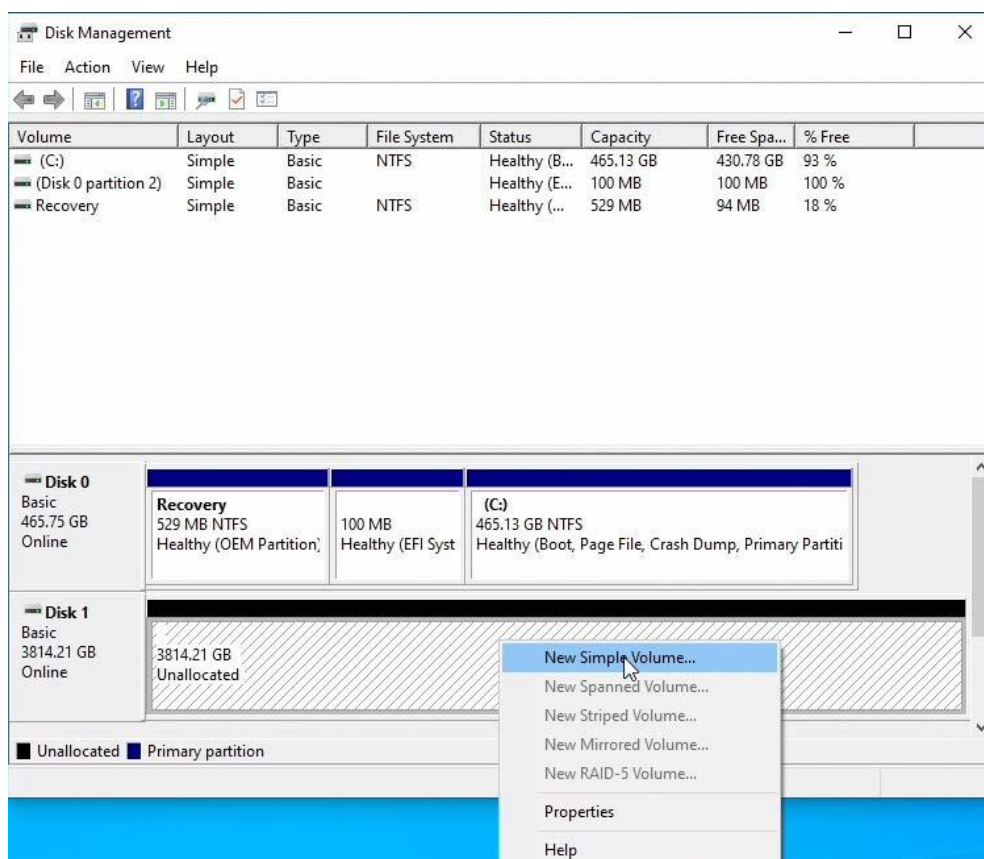 Disk Management
File Action View Help
Volume Layout Type File System Status Capacity Free Spa... % Free
(C:) Simple Basic NTFS Healthy (B... 465.13 GB 430.78 GB 93 %
(Disk 0 partition 2) Simple Basic Healthy (E... 100 MB 100 MB 100 %
Recovery Simple Basic NTFS Healthy (... 529 MB 94 MB 18 %
Disk 0
Basic
465.75 GB
Online
Recovery
529 MB NTFS
Healthy (OEM Partition)
100 MB
Healthy (EFI Syst
(C:)
465.13 GB NTFS
Healthy (Boot, Page File, Crash Dump, Primary Partiti
Disk 1
Basic
3814.21 GB
Online
3814.21 GB
Unallocated
New Simple Volume...
New Spanned Volume...
New Striped Volume...
New Mirrored Volume...
New RAID-5 Volume...
Properties
Help
Unallocated Primary partition